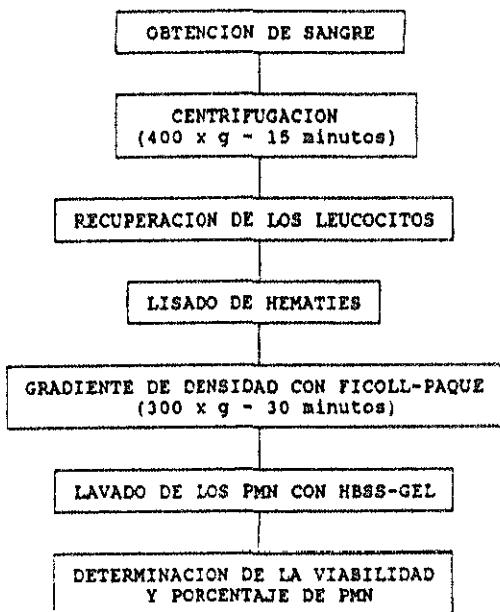 OBTENCION DE SANGRE
CENTRIFUGACION
(400 x g - 15 minutos)
RECUPERACION DE LOS LEUCOCITOS
LISADO DE HEMATIES
GRADIENTE DE DENSIDAD CON FICOLL-PAQUE
(300 x g - 30 minutos)
LAVADO DE LOS PMN CON HBSS-GEL
DETERMINACION DE LA VIABILIDAD
Y PORCENTAJE DE PMN